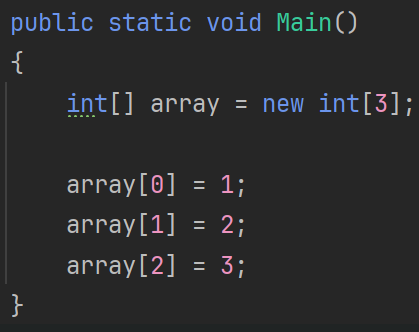 public static void Main()
{
    int[] array = new int[3];

    array[0] = 1;
    array[1] = 2;
    array[2] = 3;
}